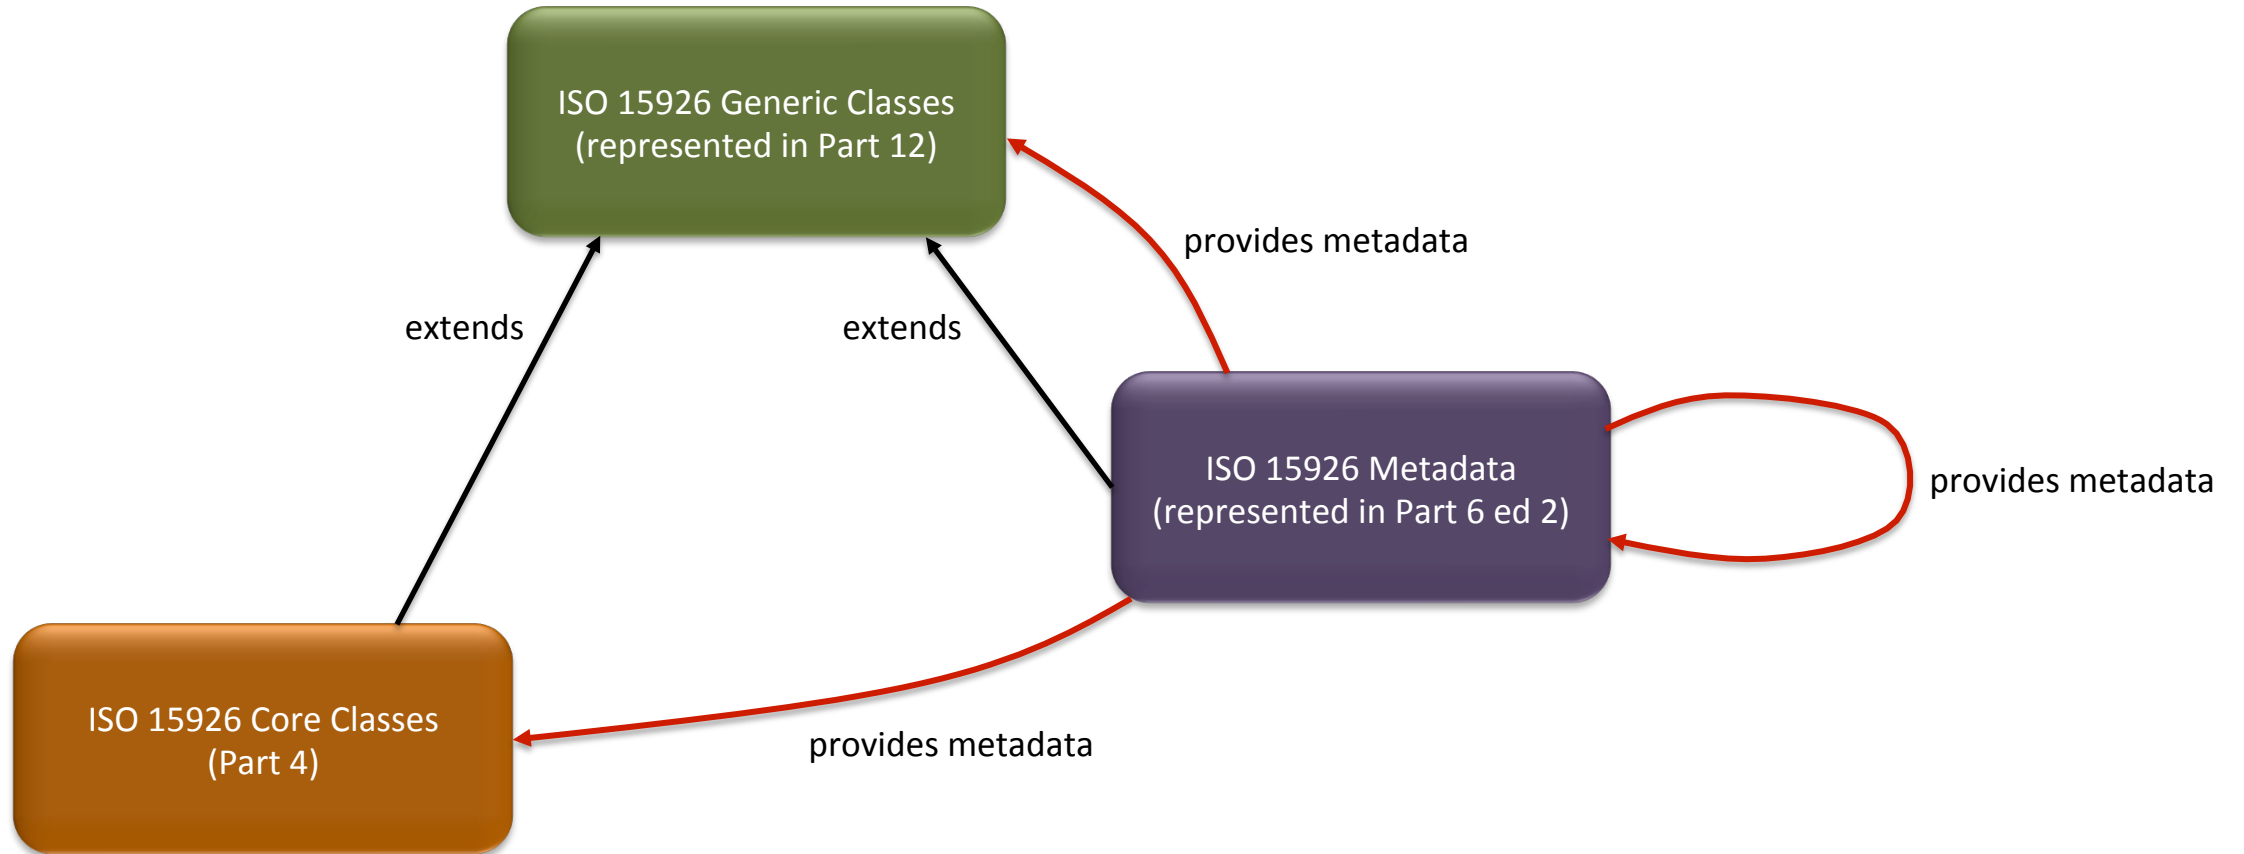 ISO 15926 Generic Classes
(represented in Part 12)
provides metadata
extends
extends
ISO 15926 Metadata
(represented in Part 6 ed 2)
provides metadata
ISO 15926 Core Classes
(Part 4)
provides metadata